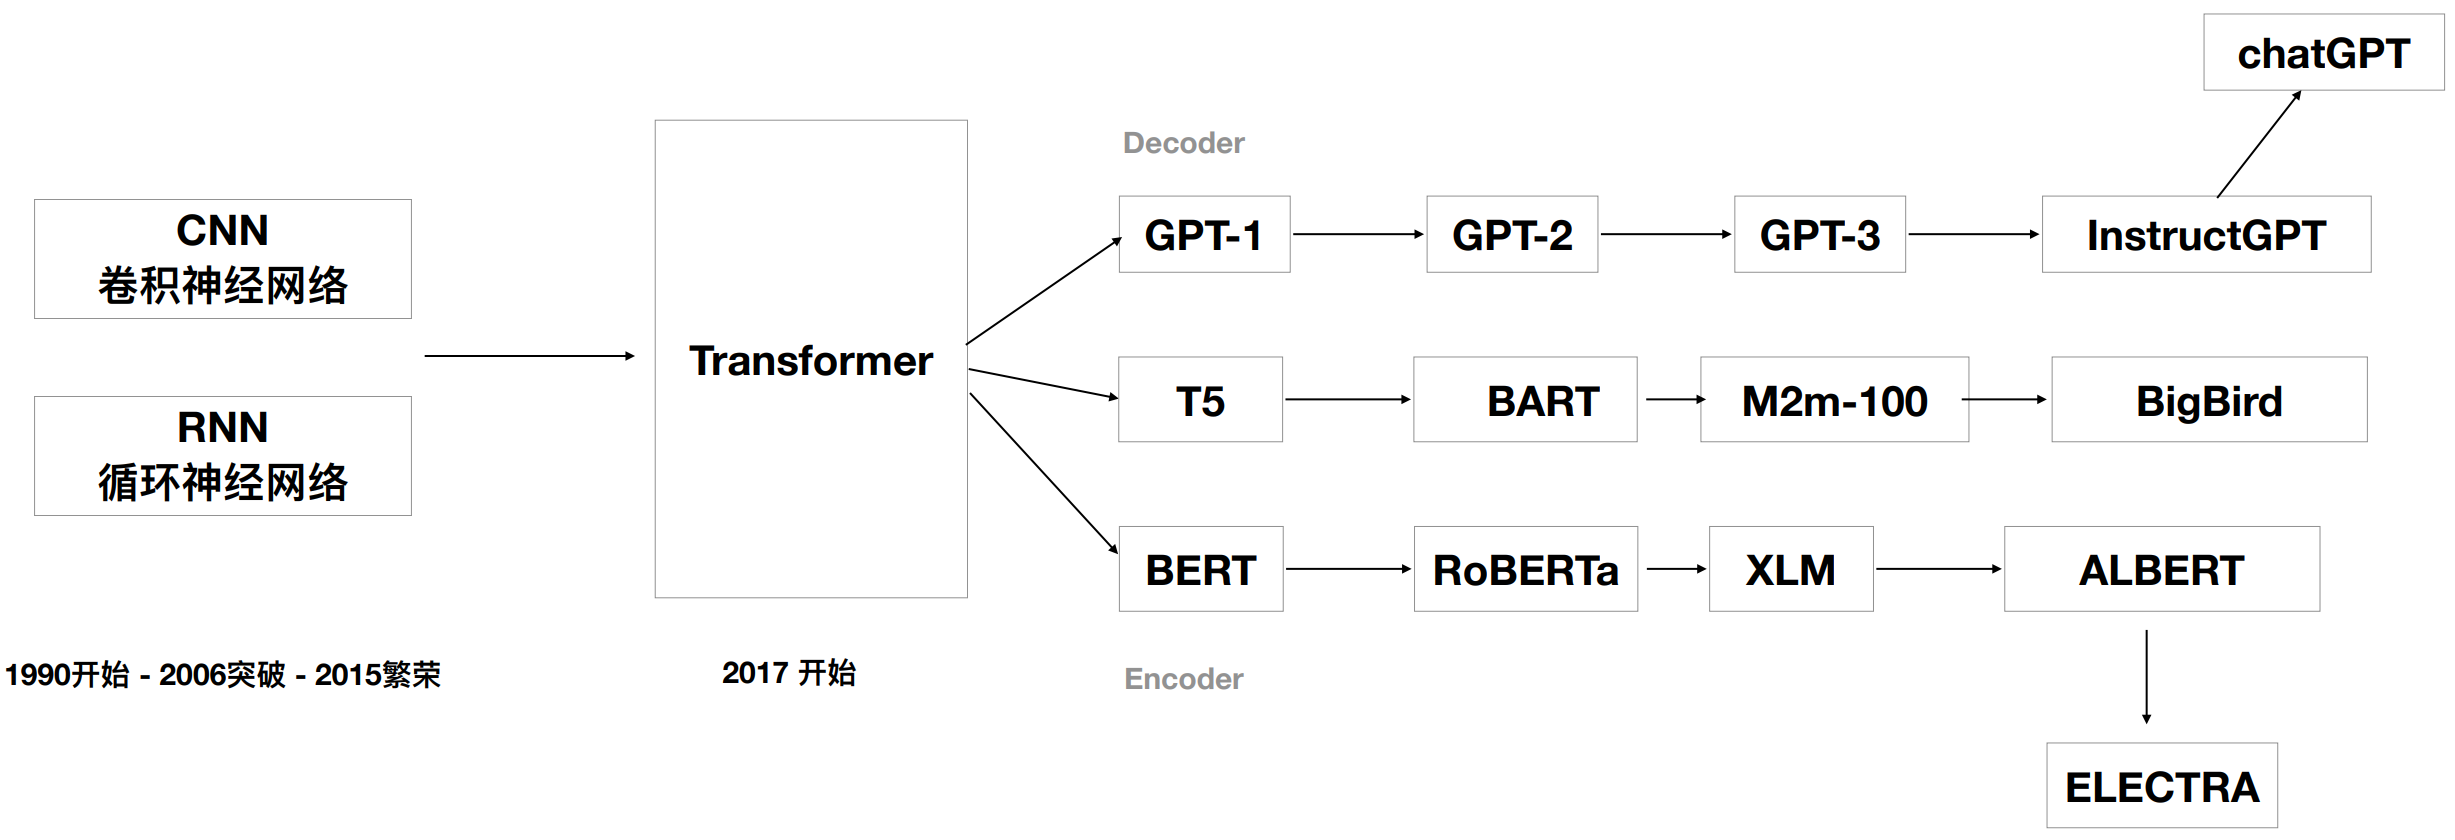 chatGPT
Decoder
CNN
卷积神经网络
GPT-1
GPT-2
GPT-3
InstructGPT
Transformer
T5
BART
M2m-100
BigBird
RNN
循环神经网络
BERT
RoBERTa
XLM
ALBERT
1990开始 - 2006突破 - 2015繁荣
2017 开始
Encoder
ELECTRA